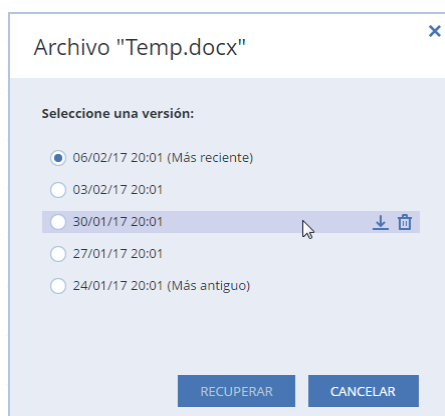 Archivo "Temp.docx"
Seleccione una versión:
06/02/17 20:01 (Más reciente)
03/02/17 20:01
30/01/17 20:01
27/01/17 20:01
24/01/17 20:01 (Más antiguo)
RECUPERAR CANCELAR